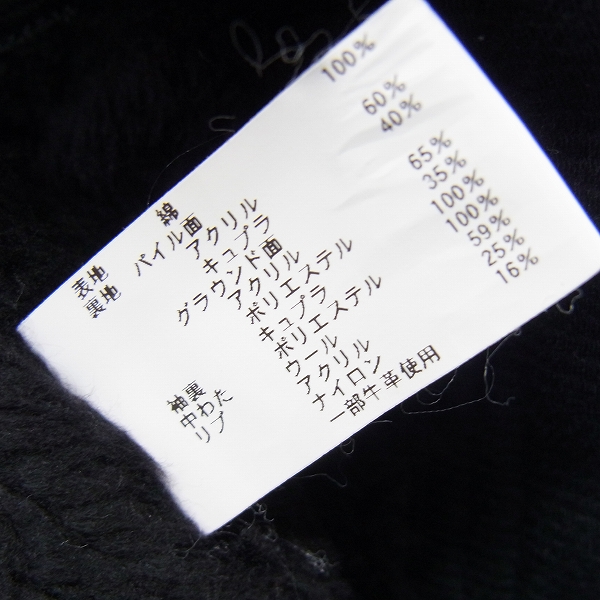 表地 綿 100%
裏地 パイル面
アクリル 60%
キュプラ 40%
グラウンド面
アクリル 65%
ポリエステル 35%
袖裏 キュプラ 100%
中わた ポリエステル 100%
リブ ウール 59%
アクリル 25%
ナイロン 16%
一部牛革使用